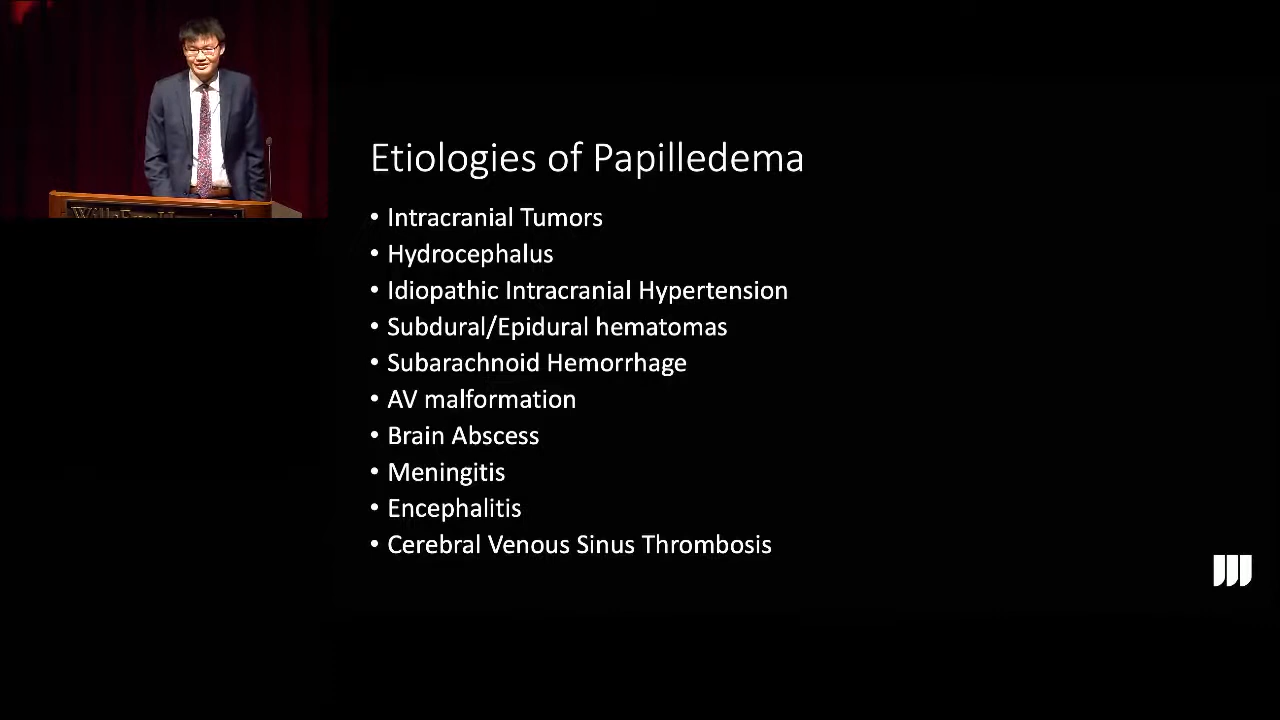 Etiologies of Papilledema
• Intracranial Tumors
• Hydrocephalus
• Idiopathic Intracranial Hypertension
• Subdural/Epidural hematomas
• Subarachnoid Hemorrhage
• AV malformation
• Brain Abscess
• Meningitis
• Encephalitis
• Cerebral Venous Sinus Thrombosis